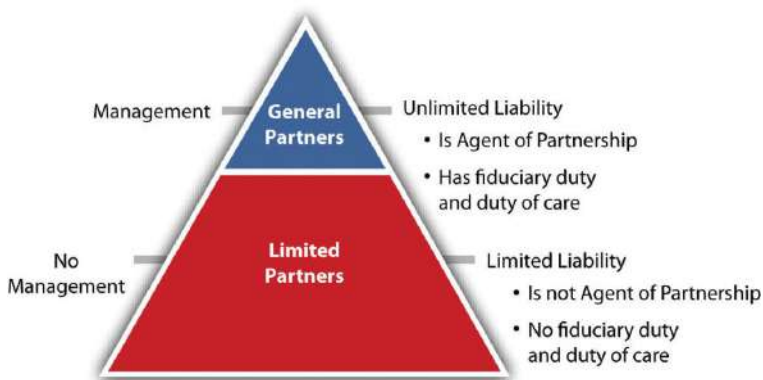 Management
General
Partners
Unlimited Liability
• Is Agent of Partnership
• Has fiduciary duty
and duty of care
No
Management
Limited
Partners
Limited Liability
• Is not Agent of Partnership
• No fiduciary duty
and duty of care